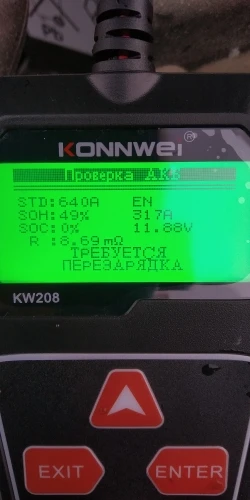 KONNWEI®
Проверка АКБ
STD:640A EN
SOH:49% 317A
SOC:0% 11.88V
R :8.69mΩ
ТРЕБУЕТСЯ
ПЕРЕЗАРЯДКА
KW208
EXIT ENTER